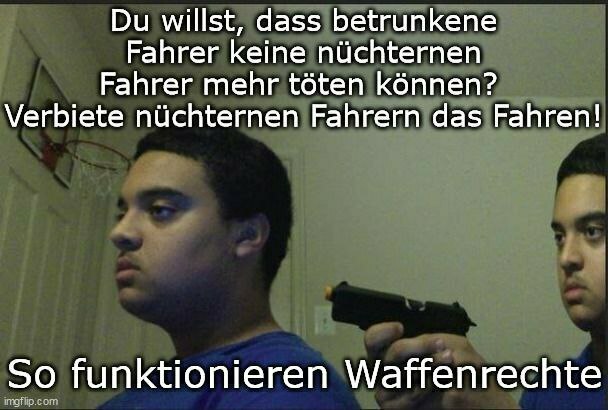 Du willst, dass betrunkene
Fahrer keine nüchternen
Fahrer mehr töten können?
Verbiete nüchternen Fahrern das Fahren!
So funktionieren Waffenrechte
imgflip.com